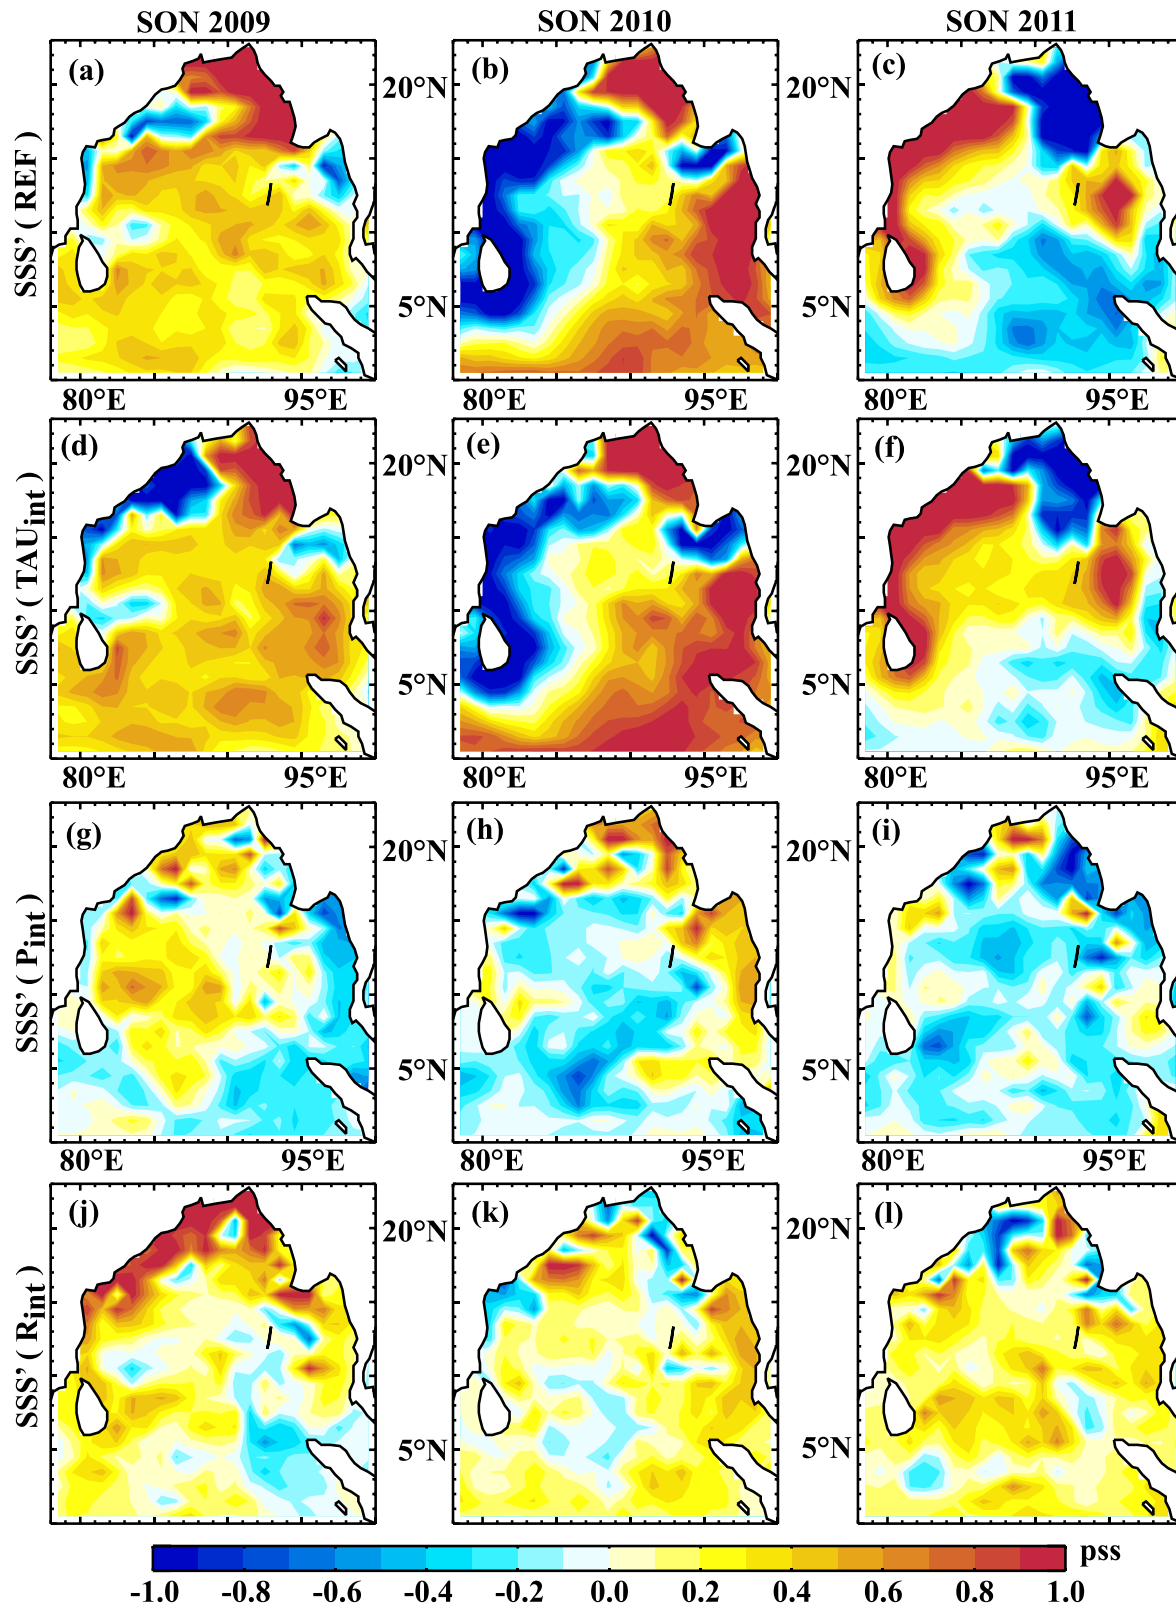 SON 2009 SON 2010 SON 2011
SSS' ( REF )
(a) (b) (c)
20°N 20°N
5°N 5°N
80°E 95°E 80°E 95°E 80°E 95°E
SSS' ( TAUint )
(d) (e) (f)
20°N 20°N
5°N 5°N
80°E 95°E 80°E 95°E 80°E 95°E
SSS' ( Pint )
(g) (h) (i)
20°N 20°N
5°N 5°N
80°E 95°E 80°E 95°E 80°E 95°E
SSS' ( Rint )
(j) (k) (l)
20°N 20°N
5°N 5°N
pss
-1.0 -0.8 -0.6 -0.4 -0.2 0.0 0.2 0.4 0.6 0.8 1.0